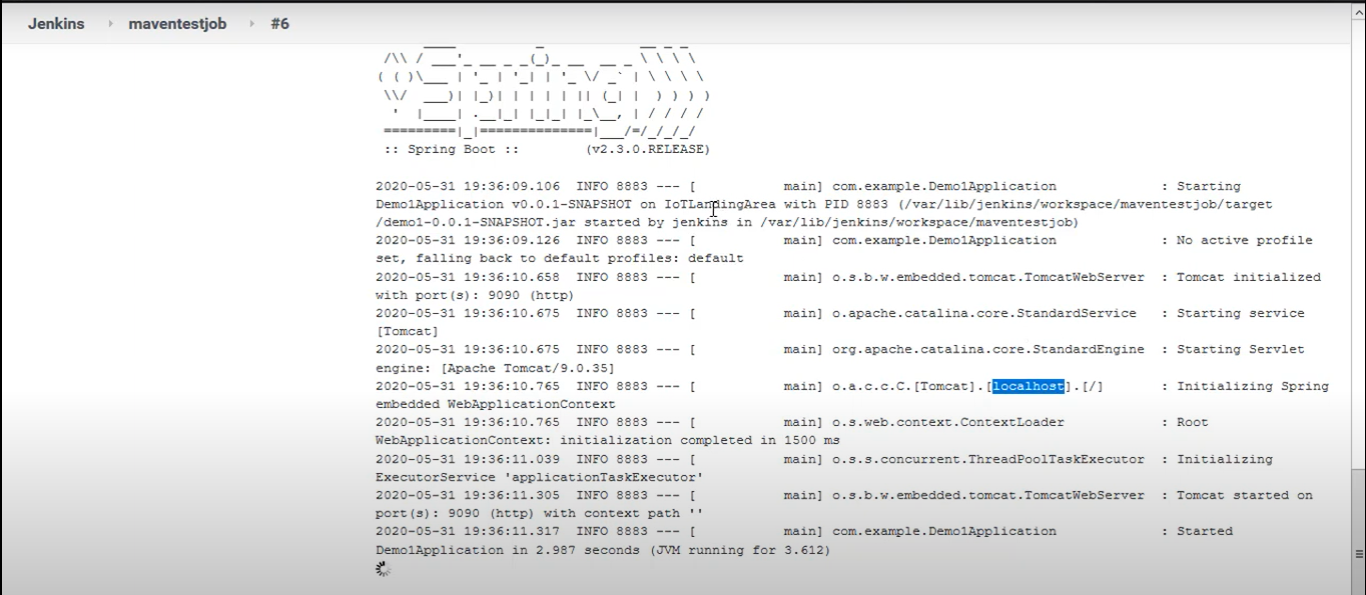 Jenkins › maventestjob › #6
  ____          _            __ _ _
 /\\ / ___'_ __ _ _(_)_ __  __ _ \ \ \ \
( ( )\___ | '_ | '_| | '_ \/ _` | \ \ \ \
 \\/  ___)| |_)| | | | | || (_| |  ) ) ) )
  '  |____| .__|_| |_|_| |_\__, | / / / /
 =========|_|==============|___/=/_/_/_/
 :: Spring Boot ::        (v2.3.0.RELEASE)
2020-05-31 19:36:09.106  INFO 8883 --- [           main] com.example.Demo1Application             : Starting
Demo1Application v0.0.1-SNAPSHOT on IoTLandingArea with PID 8883 (/var/lib/jenkins/workspace/maventestjob/target
/demo1-0.0.1-SNAPSHOT.jar started by jenkins in /var/lib/jenkins/workspace/maventestjob)
2020-05-31 19:36:09.126  INFO 8883 --- [           main] com.example.Demo1Application             : No active profile
set, falling back to default profiles: default
2020-05-31 19:36:10.658  INFO 8883 --- [           main] o.s.b.w.embedded.tomcat.TomcatWebServer  : Tomcat initialized
with port(s): 9090 (http)
2020-05-31 19:36:10.675  INFO 8883 --- [           main] o.apache.catalina.core.StandardService   : Starting service
[Tomcat]
2020-05-31 19:36:10.675  INFO 8883 --- [           main] org.apache.catalina.core.StandardEngine  : Starting Servlet
engine: [Apache Tomcat/9.0.35]
2020-05-31 19:36:10.765  INFO 8883 --- [           main] o.a.c.c.C.[Tomcat].[localhost].[/]       : Initializing Spring
embedded WebApplicationContext
2020-05-31 19:36:10.765  INFO 8883 --- [           main] o.s.web.context.ContextLoader            : Root
WebApplicationContext: initialization completed in 1500 ms
2020-05-31 19:36:11.039  INFO 8883 --- [           main] o.s.s.concurrent.ThreadPoolTaskExecutor  : Initializing
ExecutorService 'applicationTaskExecutor'
2020-05-31 19:36:11.305  INFO 8883 --- [           main] o.s.b.w.embedded.tomcat.TomcatWebServer  : Tomcat started on
port(s): 9090 (http) with context path ''
2020-05-31 19:36:11.317  INFO 8883 --- [           main] com.example.Demo1Application             : Started
Demo1Application in 2.987 seconds (JVM running for 3.612)